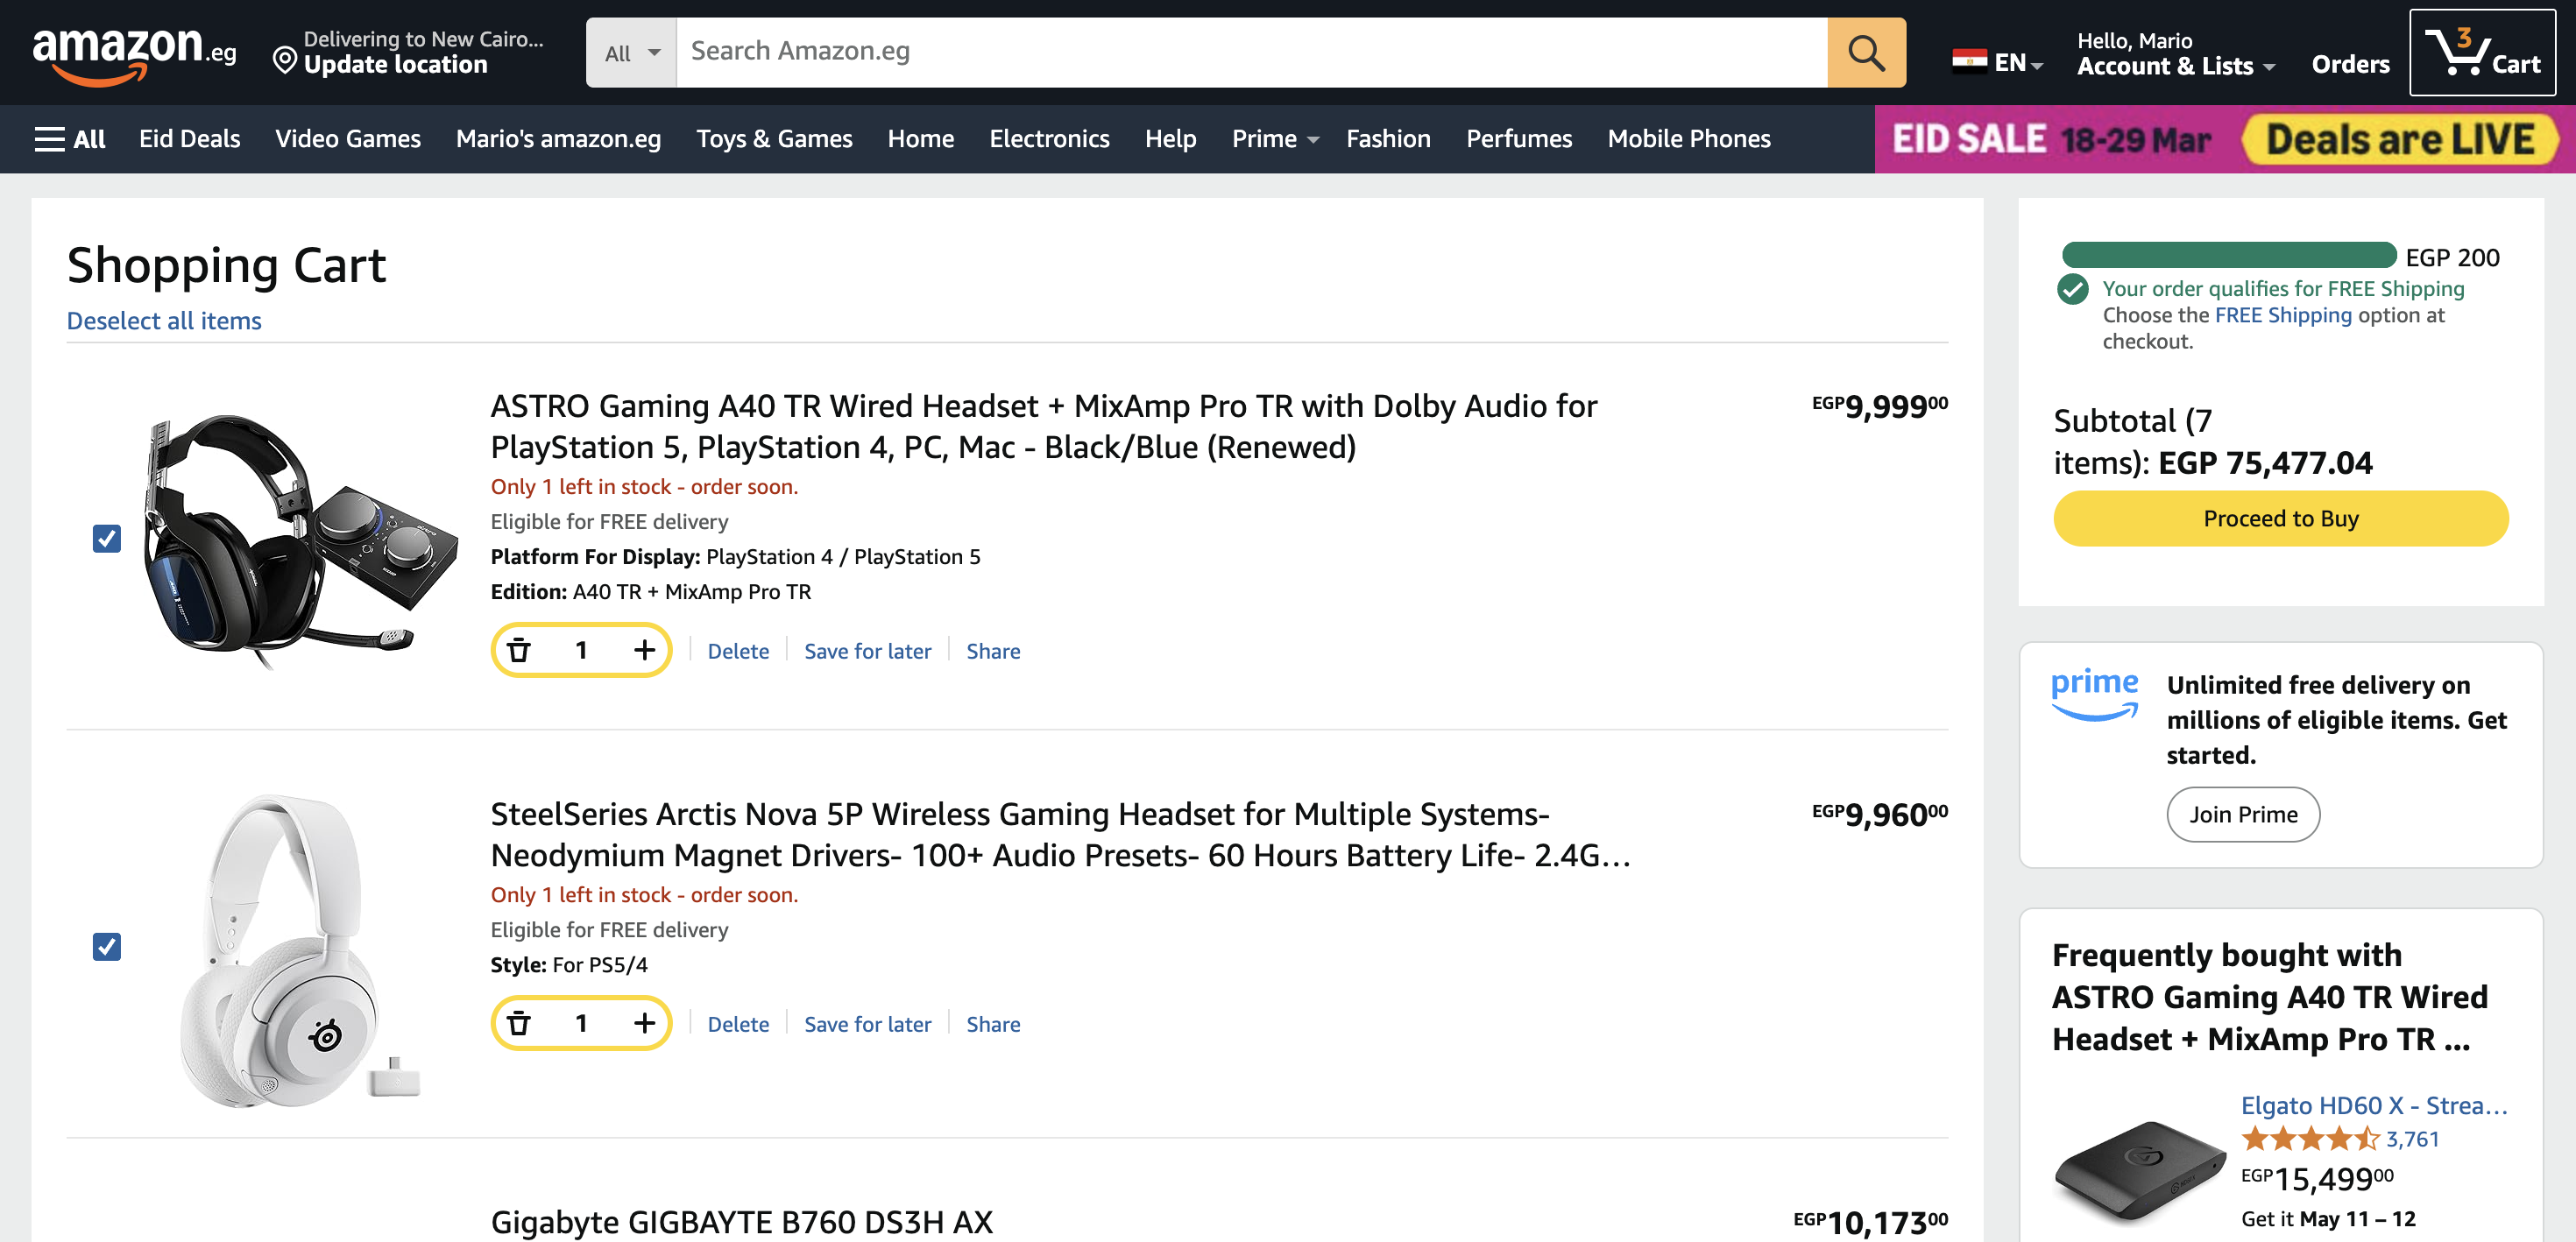 amazon.eg
Delivering to New Cairo...
Update location
All
Search Amazon.eg
EN
Hello, Mario
Account & Lists
Orders
3
Cart
All
Eid Deals
Video Games
Mario's amazon.eg
Toys & Games
Home
Electronics
Help
Prime
Fashion
Perfumes
Mobile Phones
EID SALE 18-29 Mar
Deals are LIVE
Shopping Cart
Deselect all items
ASTRO Gaming A40 TR Wired Headset + MixAmp Pro TR with Dolby Audio for
PlayStation 5, PlayStation 4, PC, Mac - Black/Blue (Renewed)
EGP9,99900
Only 1 left in stock - order soon.
Eligible for FREE delivery
Platform For Display: PlayStation 4 / PlayStation 5
Edition: A40 TR + MixAmp Pro TR
1
Delete
Save for later
Share
SteelSeries Arctis Nova 5P Wireless Gaming Headset for Multiple Systems-
Neodymium Magnet Drivers- 100+ Audio Presets- 60 Hours Battery Life- 2.4G...
EGP9,96000
Only 1 left in stock - order soon.
Eligible for FREE delivery
Style: For PS5/4
1
Delete
Save for later
Share
Gigabyte GIGBAYTE B760 DS3H AX
EGP10,17300
EGP 200
Your order qualifies for FREE Shipping
Choose the FREE Shipping option at
checkout.
Subtotal (7
items): EGP 75,477.04
Proceed to Buy
prime
Unlimited free delivery on
millions of eligible items. Get
started.
Join Prime
Frequently bought with
ASTRO Gaming A40 TR Wired
Headset + MixAmp Pro TR ...
Elgato HD60 X - Strea...
3,761
EGP15,49900
Get it May 11 – 12